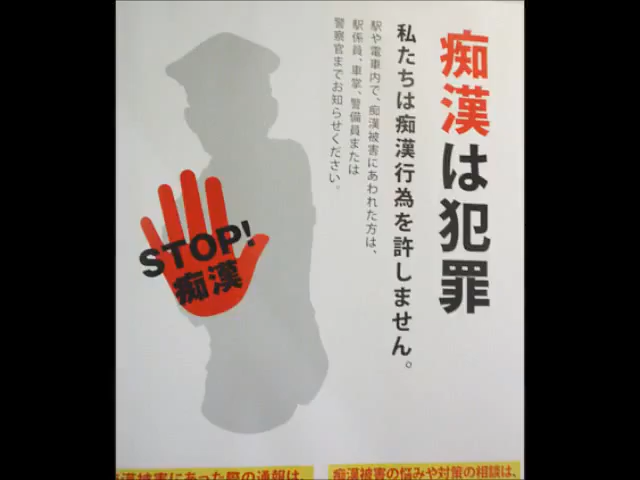 痴漢は犯罪
私たちは痴漢行為を許しません。
駅や電車内で、痴漢被害にあわれた方は、
駅係員、車掌、警備員または
警察官までお知らせください。
STOP!
痴漢
痴漢被害にあった際の通報は、
痴漢被害の悩みや対策の相談は、